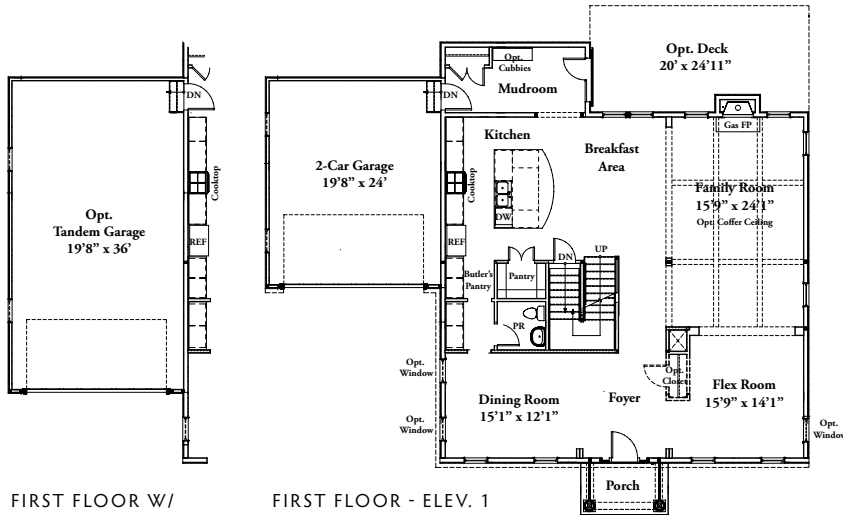 Opt. Deck
20' x 24'11”
Opt.
Cubbies
Mudroom
DN
DN
Gas FP
Kitchen
Breakfast
Area
2-Car Garage
19'8” x 24'
Cooktop
Cooktop
Family Room
15'9” x 24'1”
Opt. Coffer Ceiling
Opt.
Tandem Garage
19'8” x 36'
DW
REF
REF
UP
DN
Butler's
Pantry
Pantry
PR
Opt.
Window
Opt.
Closet
Dining Room
15'1” x 12'1”
Foyer
Flex Room
15'9” x 14'1”
Opt.
Window
Opt.
Window
Porch
FIRST FLOOR W/
FIRST FLOOR - ELEV. 1